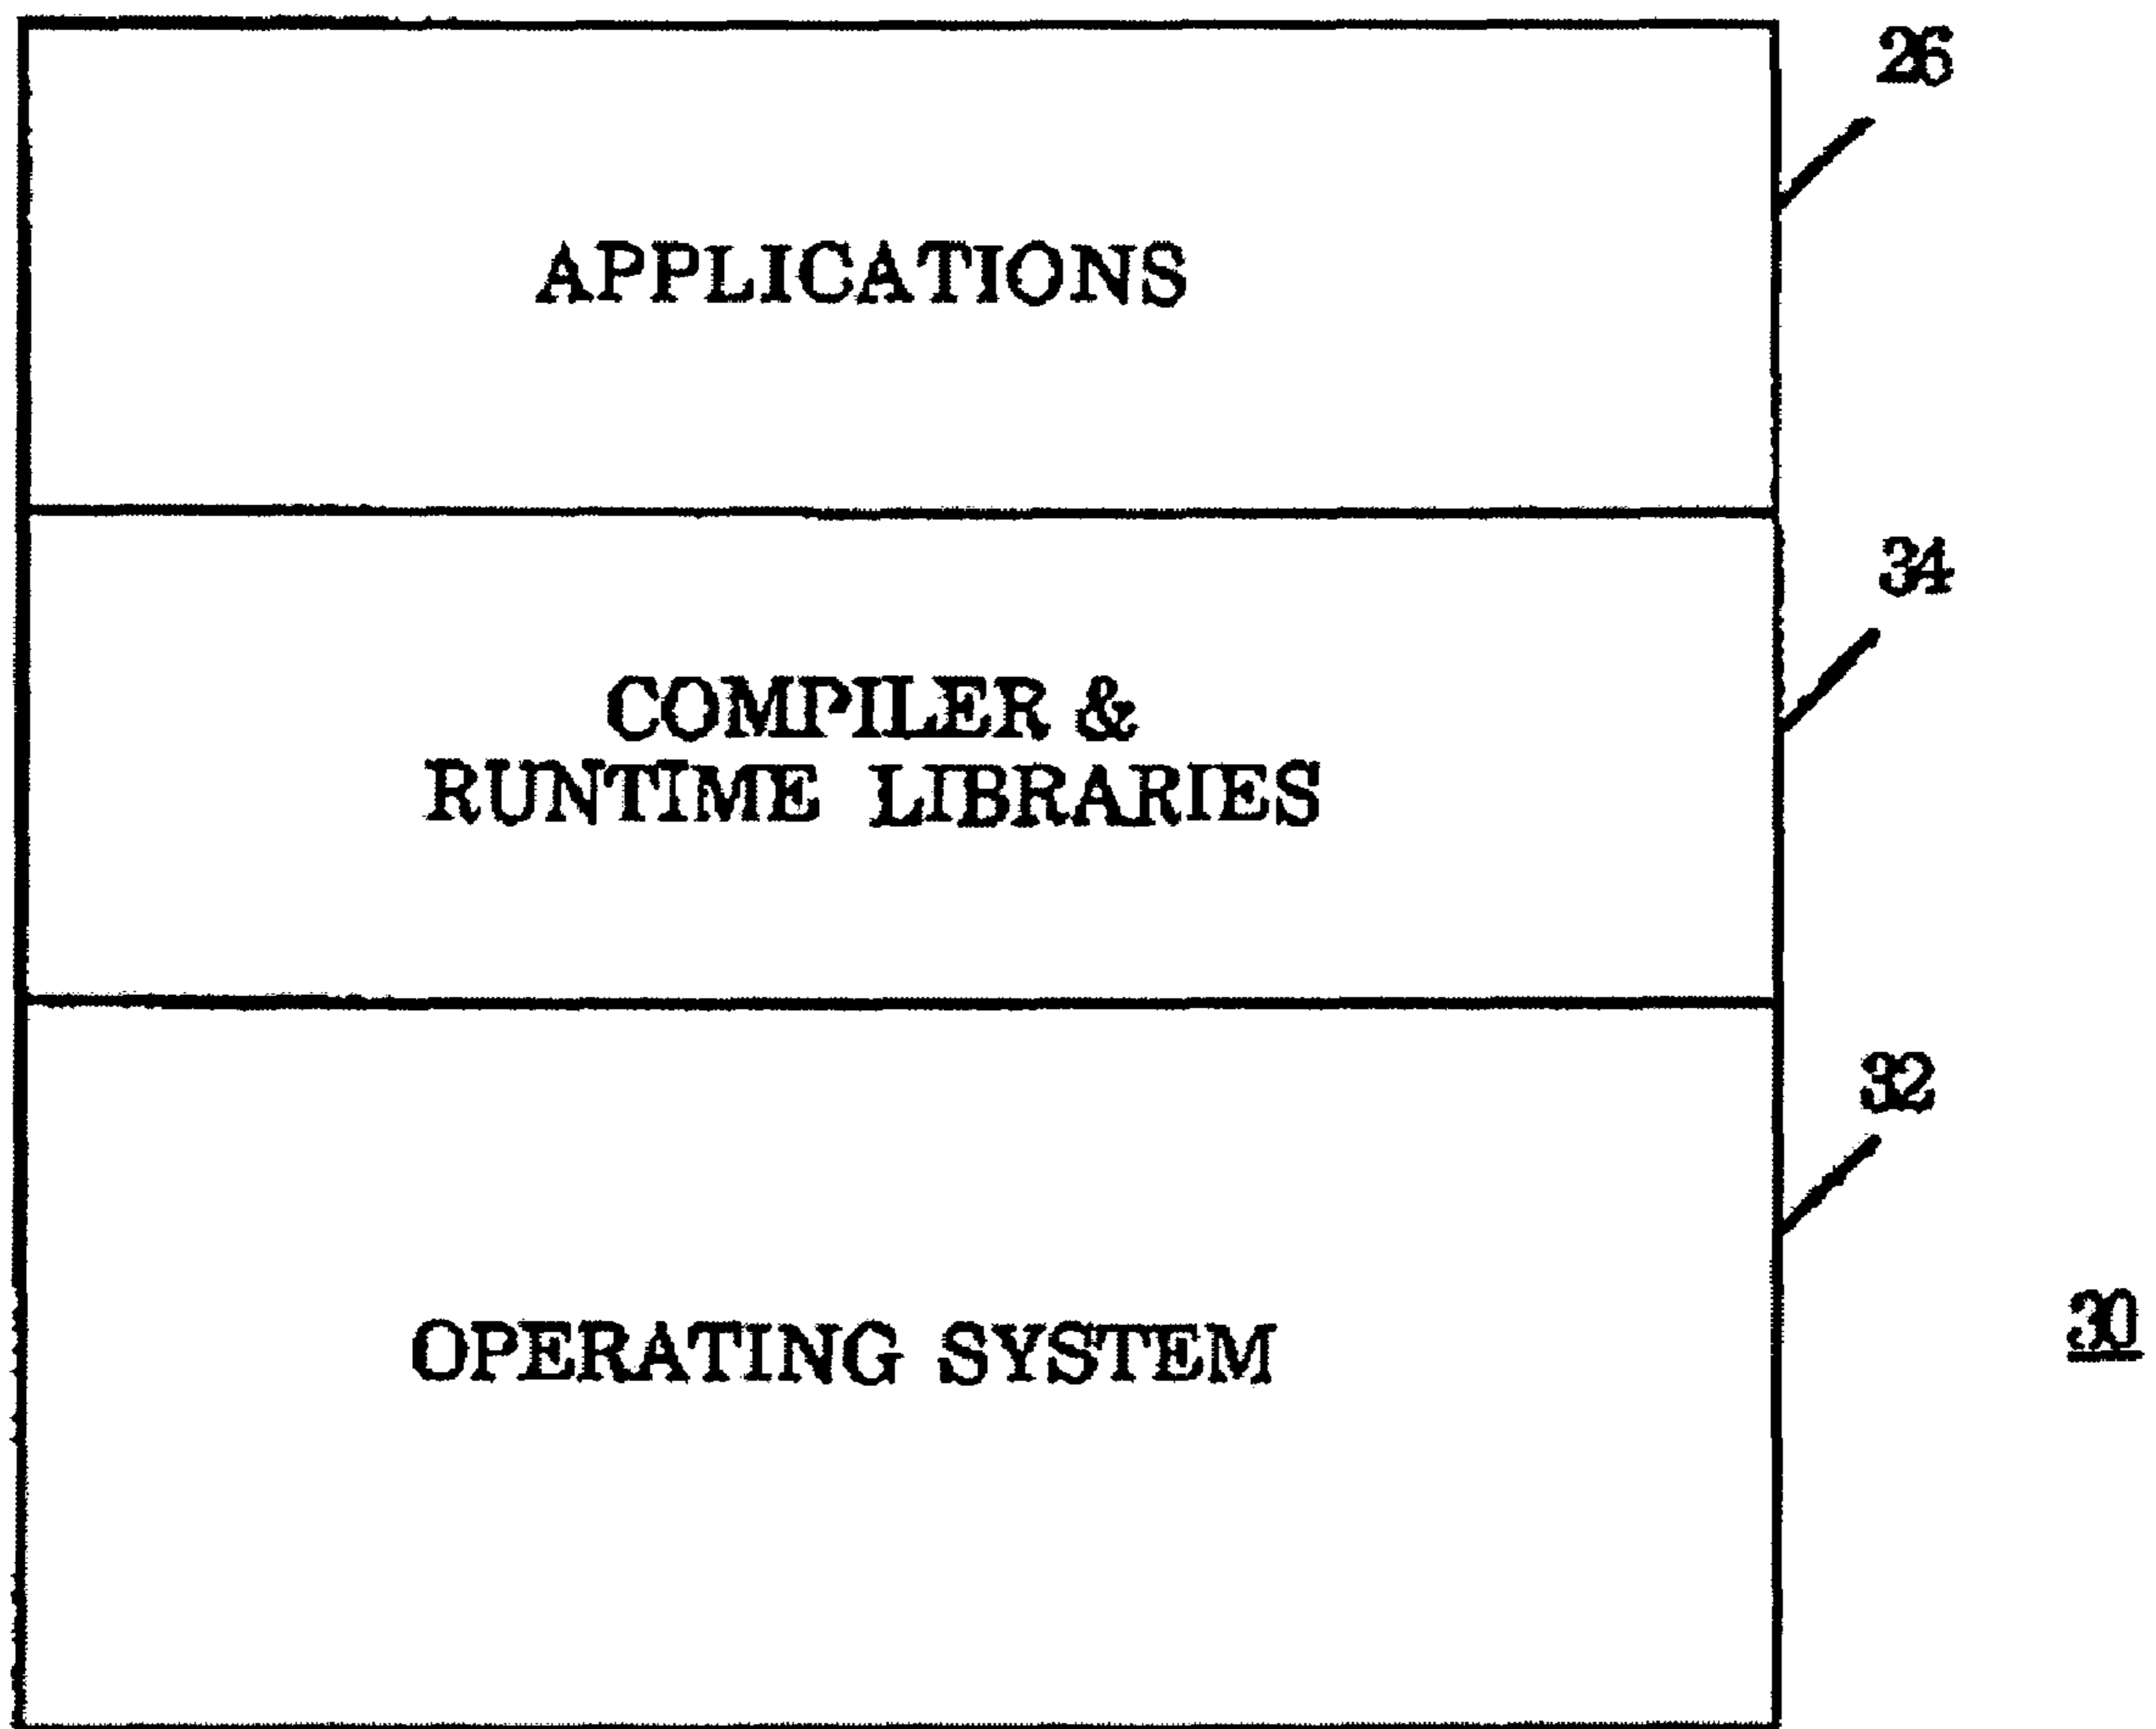 26
APPLICATIONS
34
COMPILER &
RUNTIME LIBRARIES
32
30
OPERATING SYSTEM